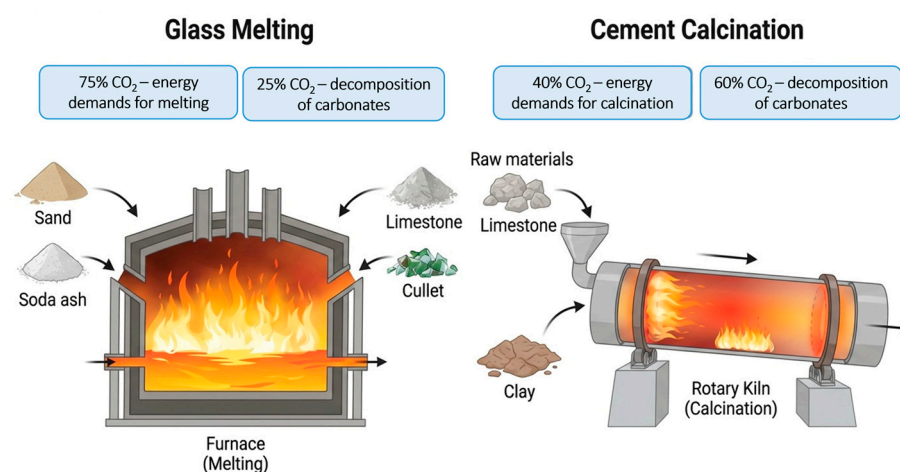 Glass Melting
Cement Calcination
75% CO₂ – energy
demands for melting
25% CO₂ – decomposition
of carbonates
40% CO₂ – energy
demands for calcination
60% CO₂ – decomposition
of carbonates
Sand
Soda ash
Limestone
Cullet
Furnace
(Melting)
Raw materials
Limestone
Clay
Rotary Kiln
(Calcination)